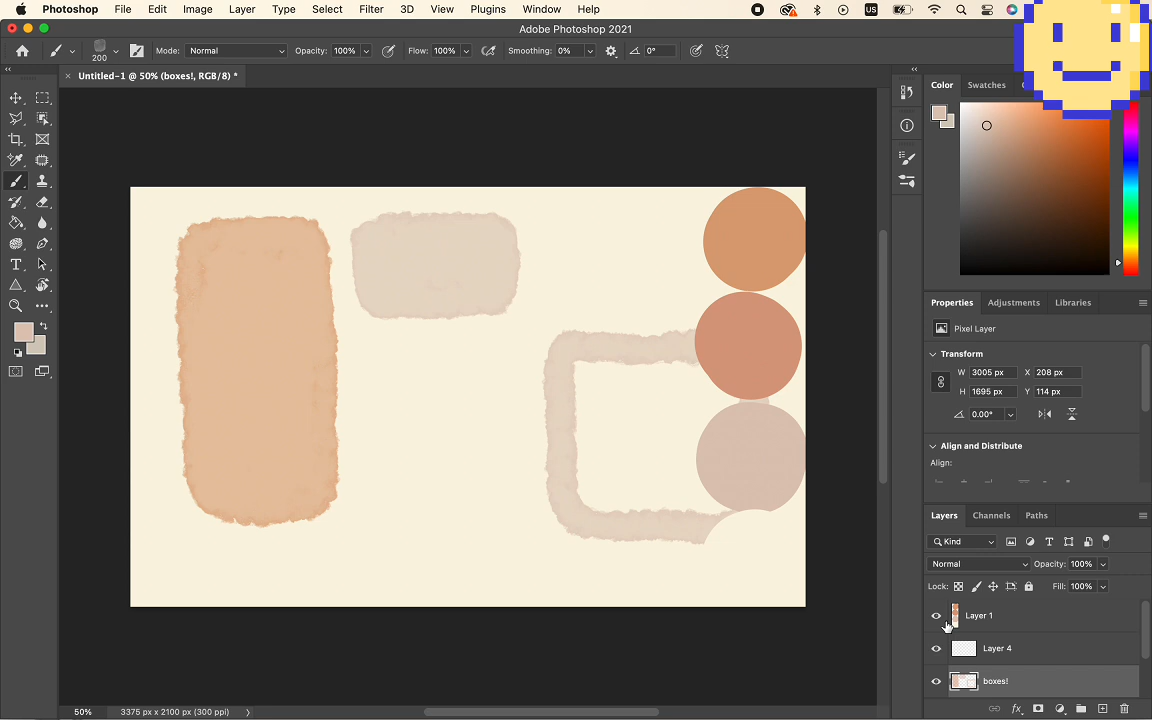 Photoshop File Edit Image Layer Type Select Filter 3D View Plugins Window Help US
Adobe Photoshop 2021
200 Mode: Normal Opacity: 100% Flow: 100% Smoothing: 0% 0°
Untitled-1 @ 50% (boxes!, RGB/8) *
Color Swatches
Properties Adjustments Libraries
Pixel Layer
Transform
W 3005 px X 208 px
H 1695 px Y 114 px
0.00°
Align and Distribute
Align:
Layers Channels Paths
Kind
Normal Opacity: 100%
Lock: Fill: 100%
Layer 1
Layer 4
boxes!
50% 3375 px x 2100 px (300 ppi)